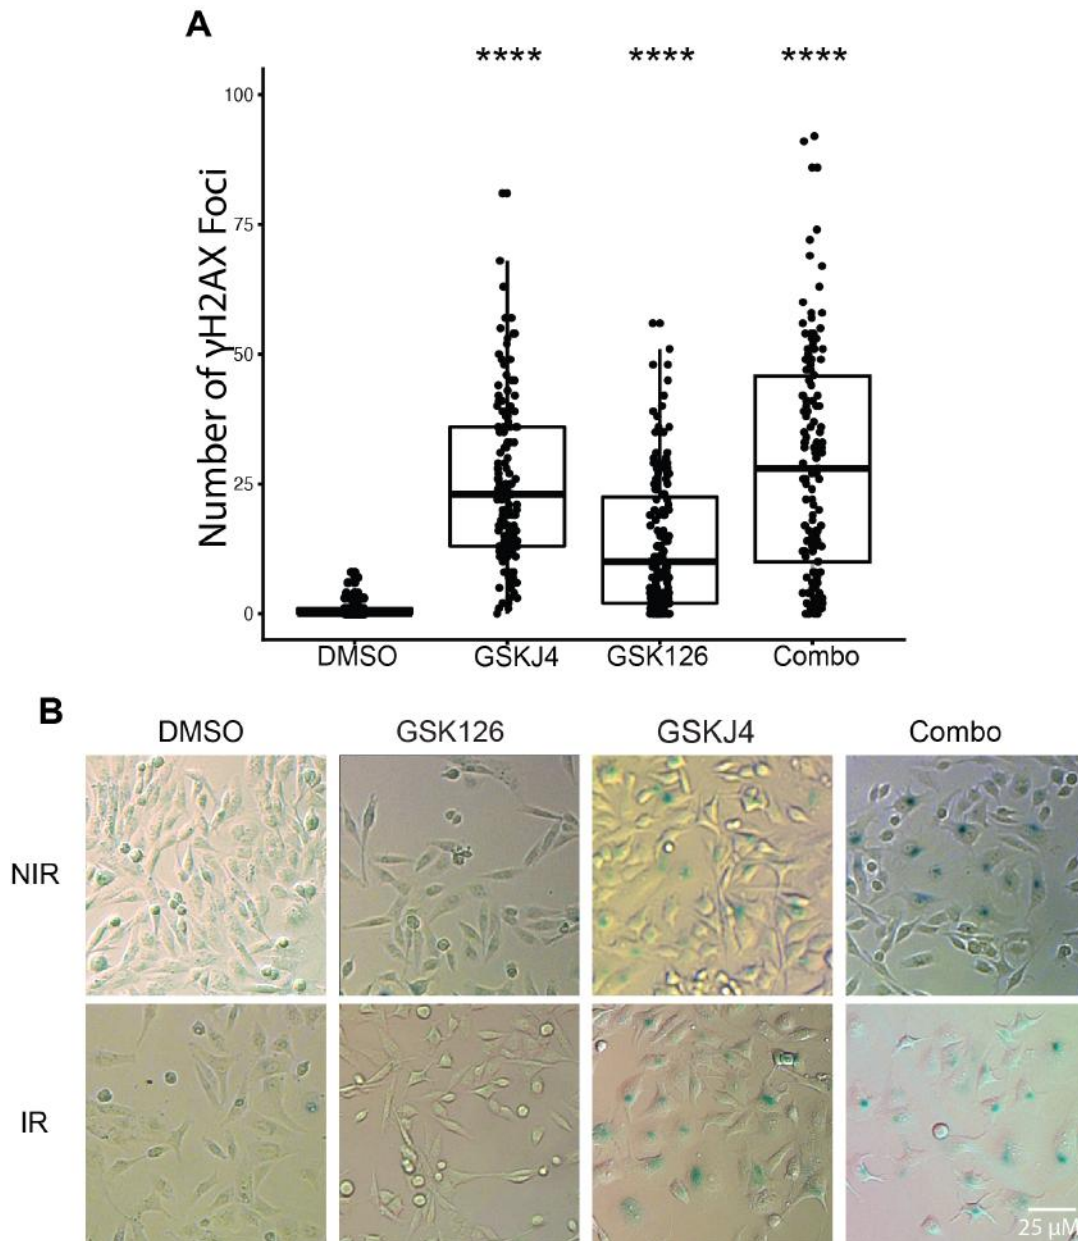 A
**** **** ****
Number of γH2AX Foci
100
75
50
25
0
DMSO GSKJ4 GSK126 Combo
B
DMSO GSK126 GSKJ4 Combo
NIR
IR
25 μM